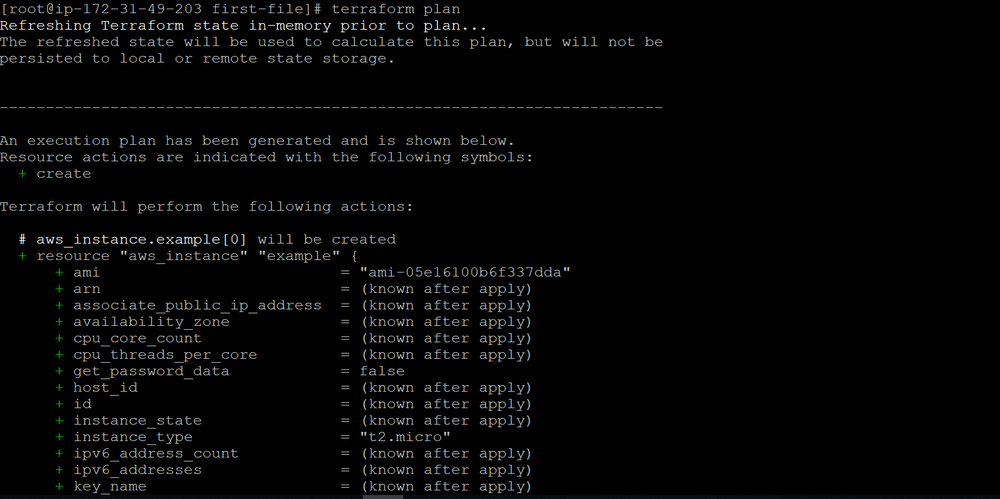 [root@ip-172-31-49-203 first-file]# terraform plan
Refreshing Terraform state in-memory prior to plan...
The refreshed state will be used to calculate this plan, but will not be
persisted to local or remote state storage.
------------------------------------------------------------------------
An execution plan has been generated and is shown below.
Resource actions are indicated with the following symbols:
  + create
Terraform will perform the following actions:
  # aws_instance.example[0] will be created
  + resource "aws_instance" "example" {
      + ami                          = "ami-05e16100b6f337dda"
      + arn                          = (known after apply)
      + associate_public_ip_address  = (known after apply)
      + availability_zone            = (known after apply)
      + cpu_core_count               = (known after apply)
      + cpu_threads_per_core         = (known after apply)
      + get_password_data            = false
      + host_id                      = (known after apply)
      + id                           = (known after apply)
      + instance_state               = (known after apply)
      + instance_type                = "t2.micro"
      + ipv6_address_count           = (known after apply)
      + ipv6_addresses               = (known after apply)
      + key_name                     = (known after apply)